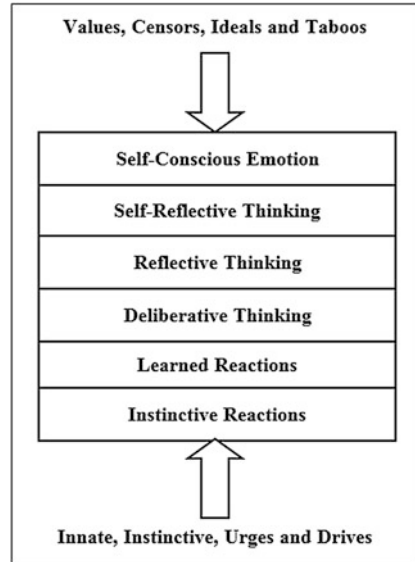 Values, Censors, Ideals and Taboos
Self-Conscious Emotion
Self-Reflective Thinking
Reflective Thinking
Deliberative Thinking
Learned Reactions
Instinctive Reactions
Innate, Instinctive, Urges and Drives